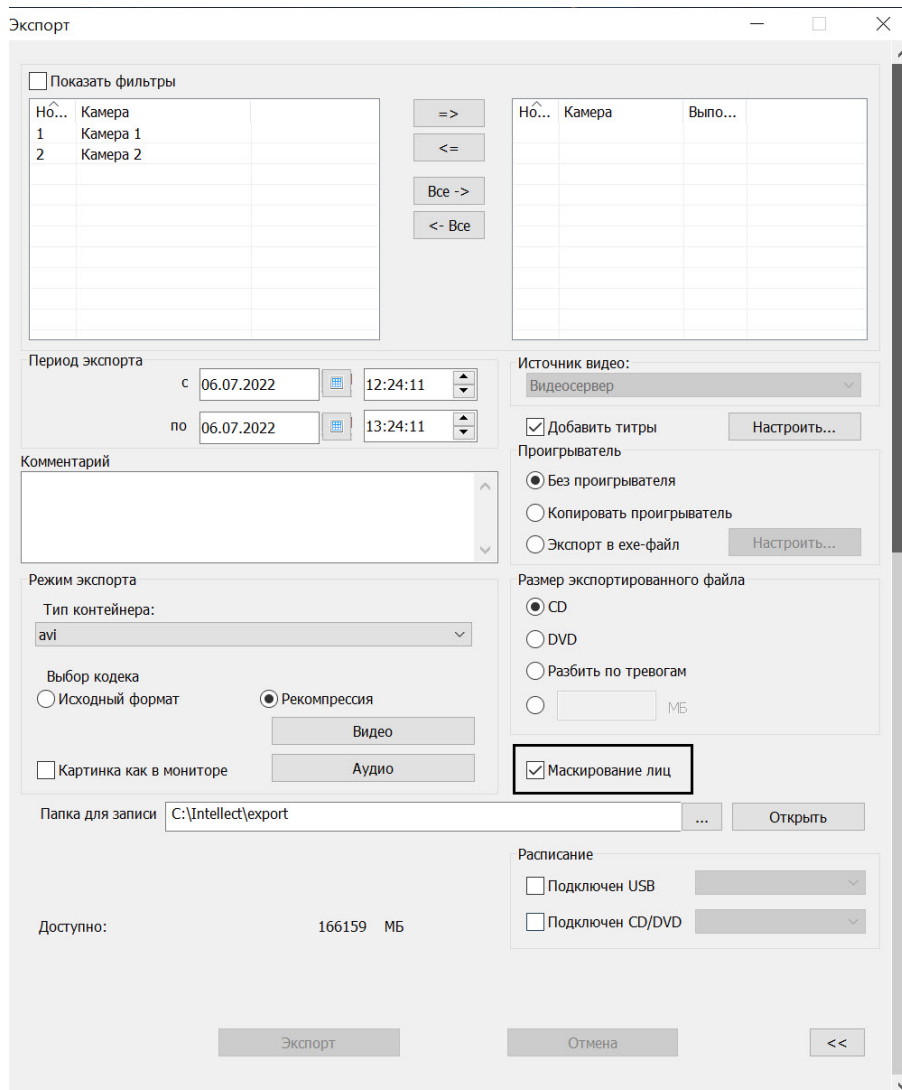 Экспорт
Показать фильтры
Но... Камера
1 Камера 1
2 Камера 2
=>
<=
Все ->
<- Все
Но... Камера Выпо...
Период экспорта
с 06.07.2022 12:24:11
по 06.07.2022 13:24:11
Источник видео:
Видеосервер
Добавить титры Настроить...
Комментарий
Проигрыватель
Без проигрывателя
Копировать проигрыватель
Экспорт в exe-файл Настроить...
Режим экспорта
Тип контейнера:
avi
Выбор кодека
Исходный формат Рекомпрессия
Видео
Картинка как в мониторе Аудио
Размер экспортированного файла
CD
DVD
Разбить по тревогам
МБ
Маскирование лиц
Папка для записи C:\Intellect\export ... Открыть
Расписание
Подключен USB
Подключен CD/DVD
Доступно: 166159 МБ
Экспорт Отмена <<